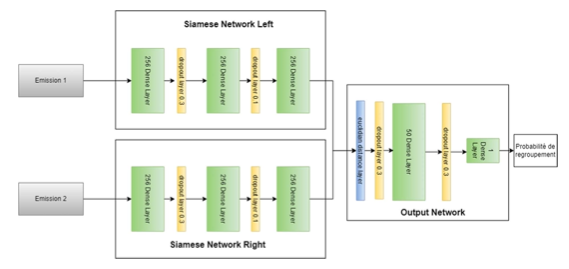 Siamese Network Left
Emission 1
256 Dense Layer
dropout layer 0.3
256 Dense Layer
dropout layer 0.1
256 Dense Layer
Emission 2
256 Dense Layer
dropout layer 0.3
256 Dense Layer
dropout layer 0.1
256 Dense Layer
Siamese Network Right
euclidian distance layer
dropout layer 0.3
50 Dense Layer
dropout layer 0.3
1
Dense
Layer
Output Network
Probabilité de
regroupement